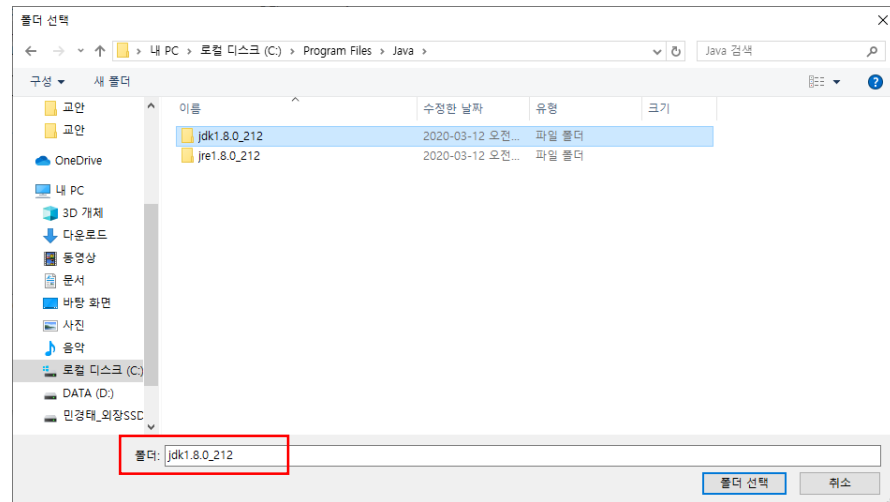 폴더 선택
내 PC › 로컬 디스크 (C:) › Program Files › Java ›
Java 검색
구성
새 폴더
교안
교안
OneDrive
내 PC
3D 개체
다운로드
동영상
문서
바탕 화면
사진
음악
로컬 디스크 (C:)
DATA (D:)
민경태_외장SSD
이름 수정한 날짜 유형 크기
jdk1.8.0_212 2020-03-12 오전... 파일 폴더
jre1.8.0_212 2020-03-12 오전... 파일 폴더
폴더: jdk1.8.0_212
폴더 선택 취소